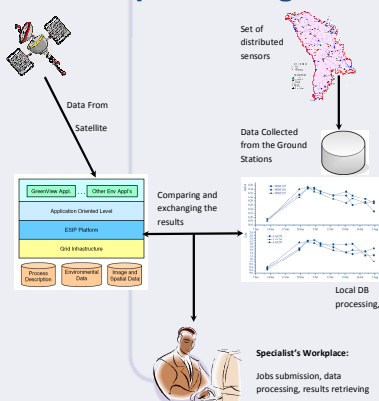 Set of
distributed
sensors
Data From
Satellite
Data Collected
from the Ground
Stations
GreenView Appl. ... Other Env Appl's
Application Oriented Level
ESIP Platform
Grid Infrastructure
Process
Description
Environmental
Data
Image and
Spatial Data
Comparing and
exchanging the
results
Local DB
processing,
Specialist's Workplace:
Jobs submission, data
processing, results retrieving